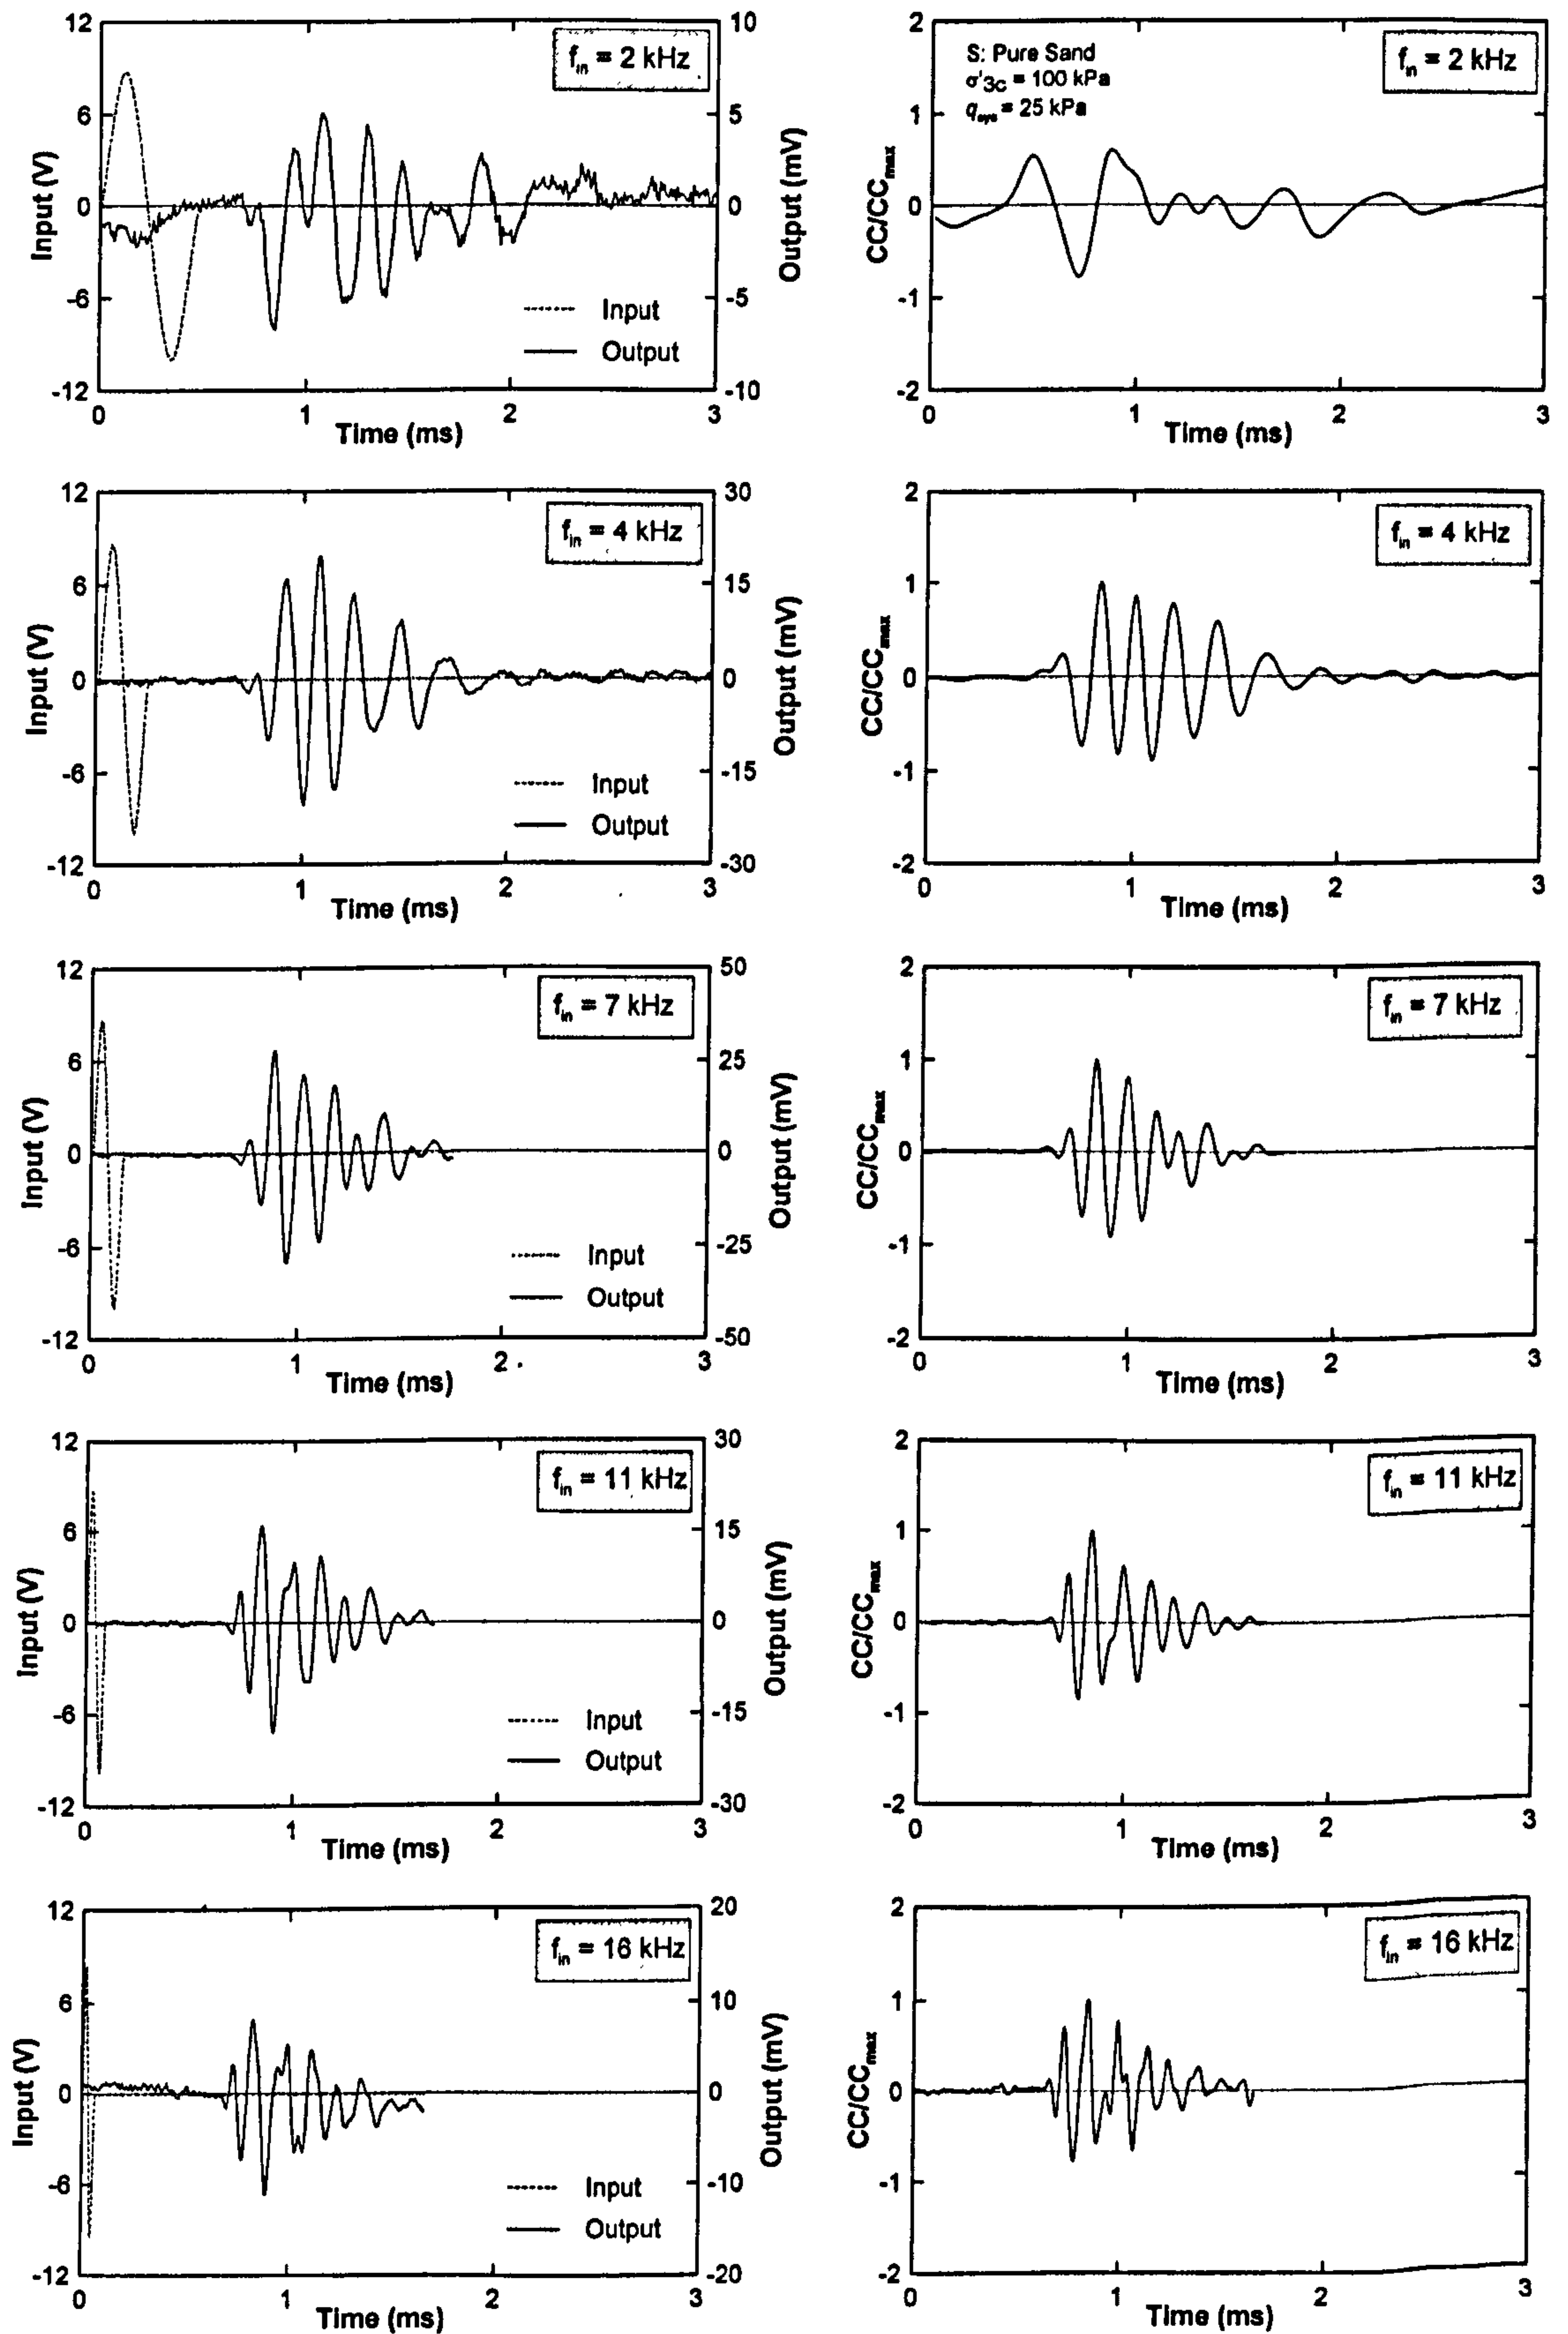 12
6
0
-6
-12
Input (V)
10
5
0
-5
-10
Output (mV)
f_in = 2 kHz
Input
Output
0 1 2 3
Time (ms)
2
1
0
-1
-2
CC/CC_max
S: Pure Sand
σ'_3c = 100 kPa
q_sys = 25 kPa
f_in = 2 kHz
0 1 2 3
Time (ms)
12
6
0
-6
-12
Input (V)
30
15
0
-15
-30
Output (mV)
f_in = 4 kHz
Input
Output
0 1 2 3
Time (ms)
2
1
0
-1
-2
CC/CC_max
f_in = 4 kHz
0 1 2 3
Time (ms)
12
6
0
-6
-12
Input (V)
50
25
0
-25
-50
Output (mV)
f_in = 7 kHz
Input
Output
0 1 2 3
Time (ms)
2
1
0
-1
-2
CC/CC_max
f_in = 7 kHz
0 1 2 3
Time (ms)
12
6
0
-6
-12
Input (V)
30
15
0
-15
-30
Output (mV)
f_in = 11 kHz
Input
Output
0 1 2 3
Time (ms)
2
1
0
-1
-2
CC/CC_max
f_in = 11 kHz
0 1 2 3
Time (ms)
12
6
0
-6
-12
Input (V)
20
10
0
-10
-20
Output (mV)
f_in = 16 kHz
Input
Output
0 1 2 3
Time (ms)
2
1
0
-1
-2
CC/CC_max
f_in = 16 kHz
0 1 2 3
Time (ms)